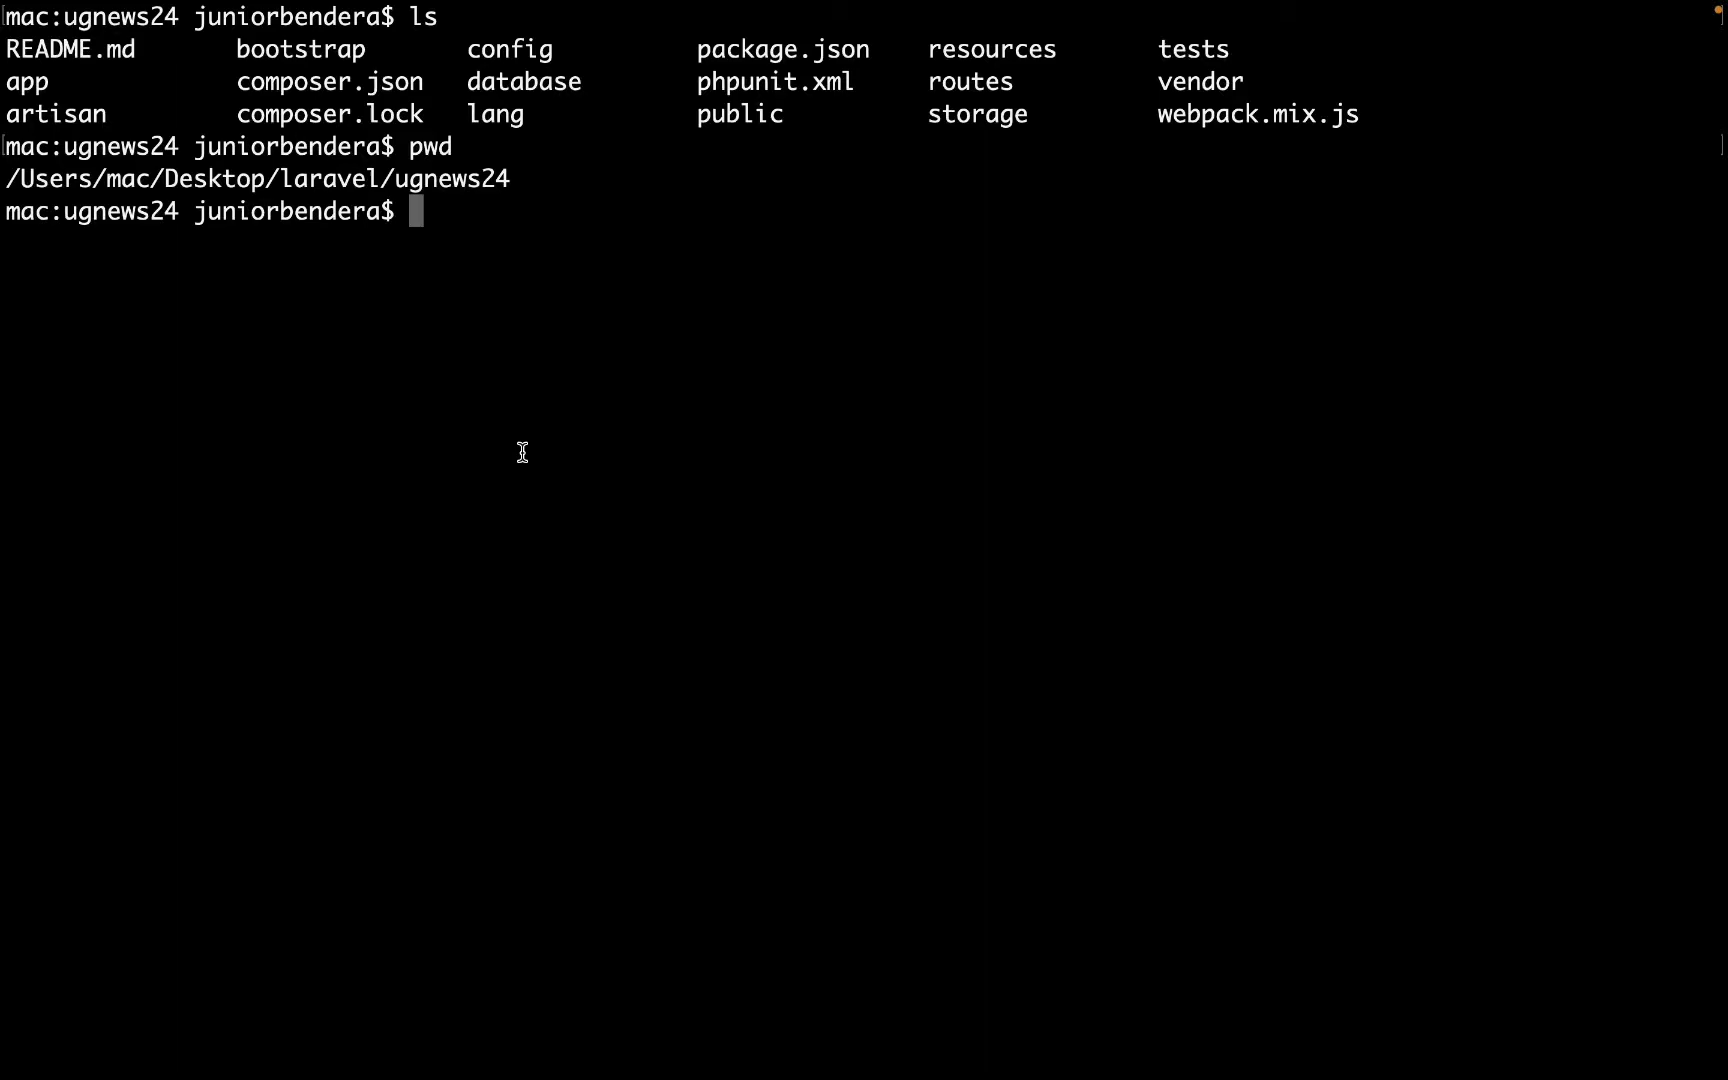 mac:ugnews24 juniorbendera$ ls
README.md bootstrap config package.json resources tests
app composer.json database phpunit.xml routes vendor
artisan composer.lock lang public storage webpack.mix.js
mac:ugnews24 juniorbendera$ pwd
/Users/mac/Desktop/laravel/ugnews24
mac:ugnews24 juniorbendera$